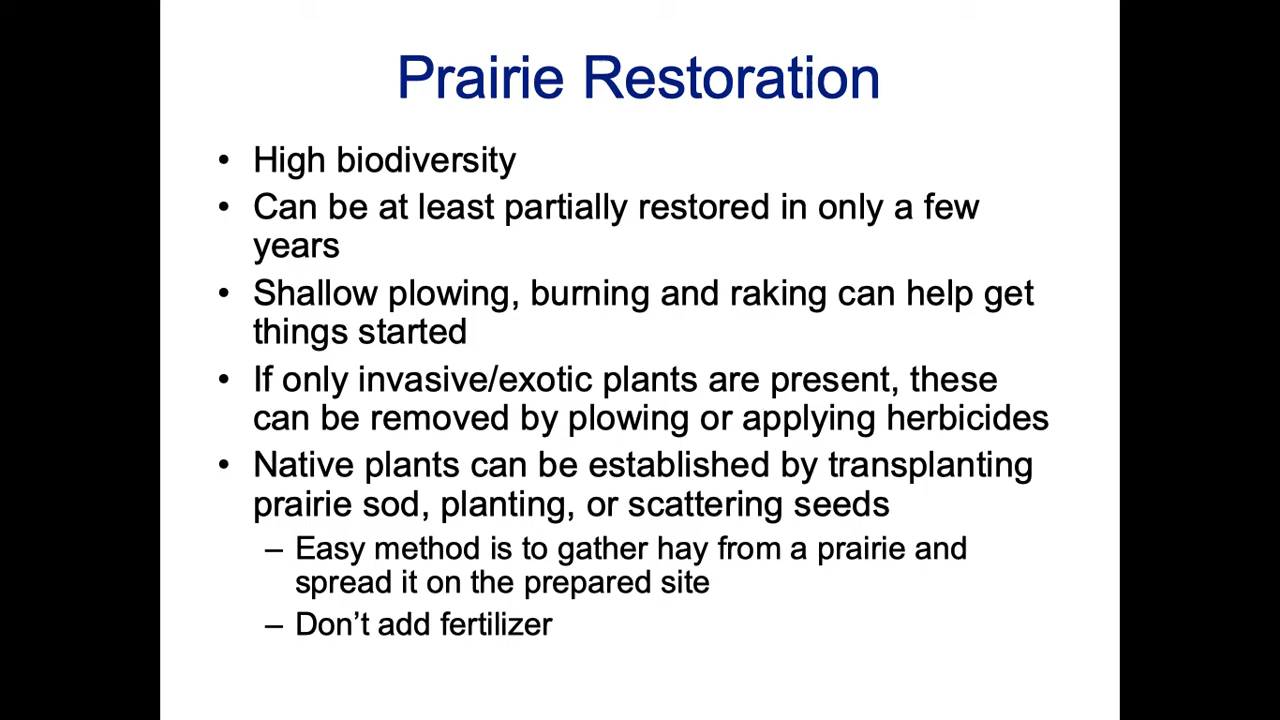 Prairie Restoration
• High biodiversity
• Can be at least partially restored in only a few
years
• Shallow plowing, burning and raking can help get
things started
• If only invasive/exotic plants are present, these
can be removed by plowing or applying herbicides
• Native plants can be established by transplanting
prairie sod, planting, or scattering seeds
– Easy method is to gather hay from a prairie and
spread it on the prepared site
– Don’t add fertilizer